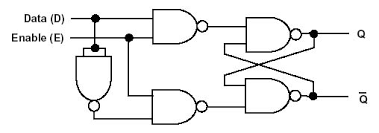 Data (D)
Enable (E)
Q
Q̅